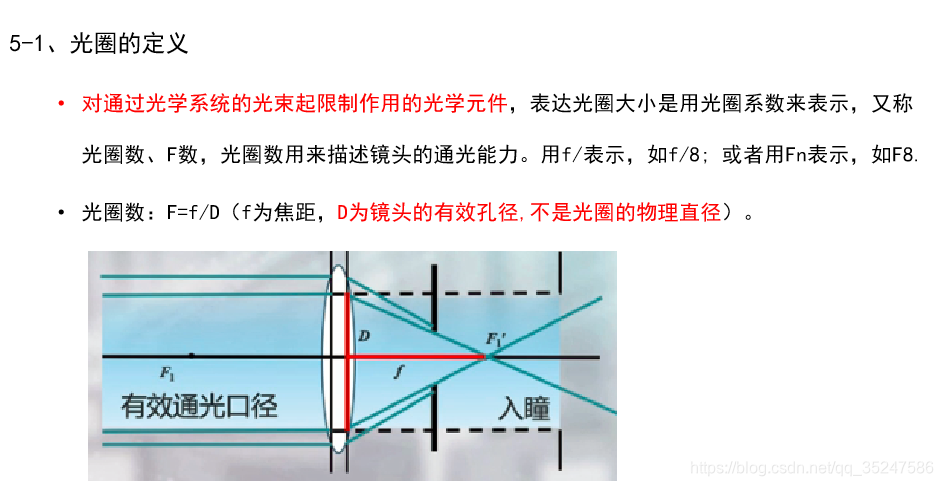 5-1、光圈的定义
• 对通过光学系统的光束起限制作用的光学元件，表达光圈大小是用光圈系数来表示，又称
光圈数、F数，光圈数用来描述镜头的通光能力。用f/表示，如f/8; 或者用Fn表示，如F8.
• 光圈数：F=f/D（f为焦距，D为镜头的有效孔径,不是光圈的物理直径）。
D
F₁'
F₁
f
有效通光口径
入瞳
https://blog.csdn.net/qq_35247586